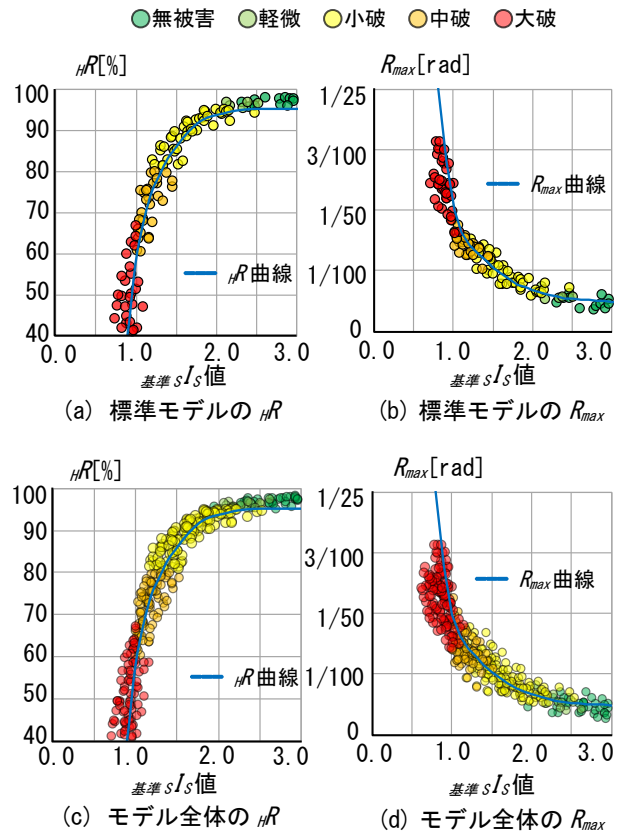 無被害 軽微 小破 中破 大破
HR[%] Rmax[rad]
100
90
80
70
60
50
40
HR曲線
0.0 1.0 2.0 3.0
基準SIS値
(a) 標準モデルの HR
1/25
3/100
1/50
1/100
0
Rmax曲線
0.0 1.0 2.0 3.0
基準SIS値
(b) 標準モデルの Rmax
HR[%] Rmax[rad]
100
90
80
70
60
50
40
HR曲線
0.0 1.0 2.0 3.0
基準SIS値
(c) モデル全体の HR
1/25
3/100
1/50
1/100
0
Rmax曲線
0.0 1.0 2.0 3.0
基準SIS値
(d) モデル全体の Rmax